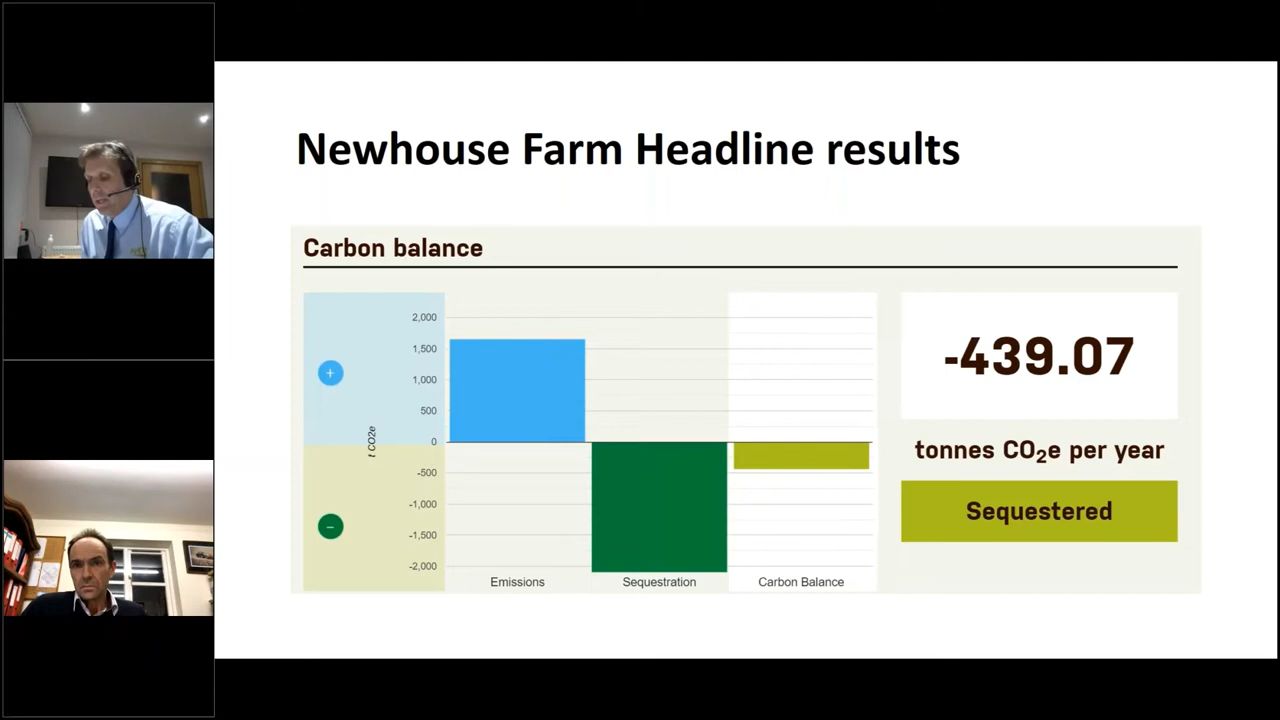 Newhouse Farm Headline results
Carbon balance
t CO2e
2,000
1,500
1,000
500
0
-500
-1,000
-1,500
-2,000
+
−
Emissions
Sequestration
Carbon Balance
-439.07
tonnes CO₂e per year
Sequestered